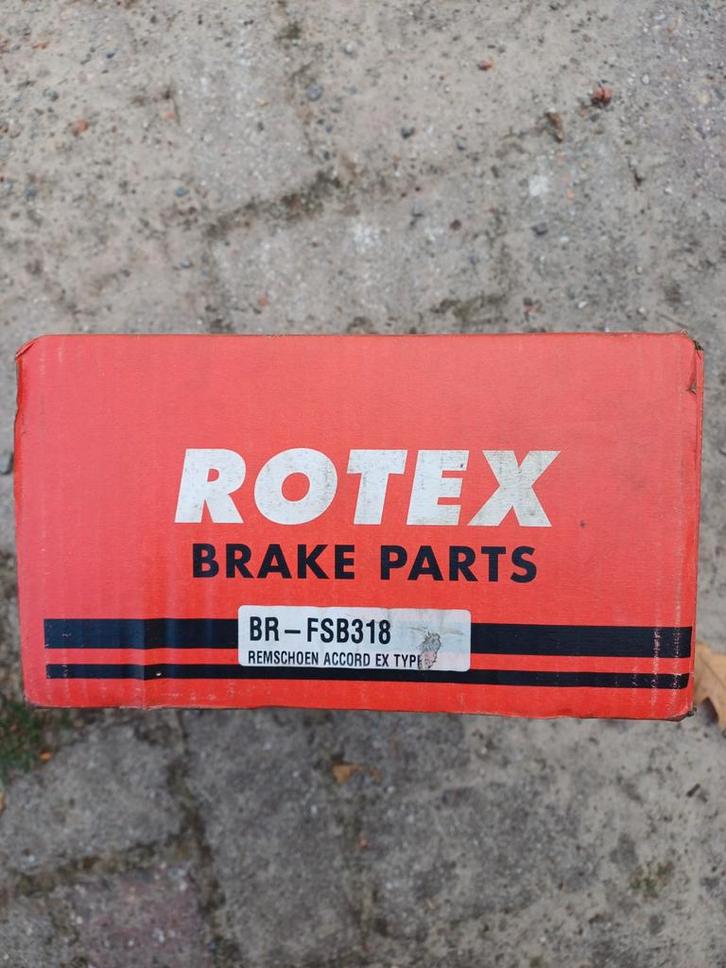 ROTEX
BRAKE PARTS
BR-FSB318
REMSCHOEN ACCORD EX TYPE